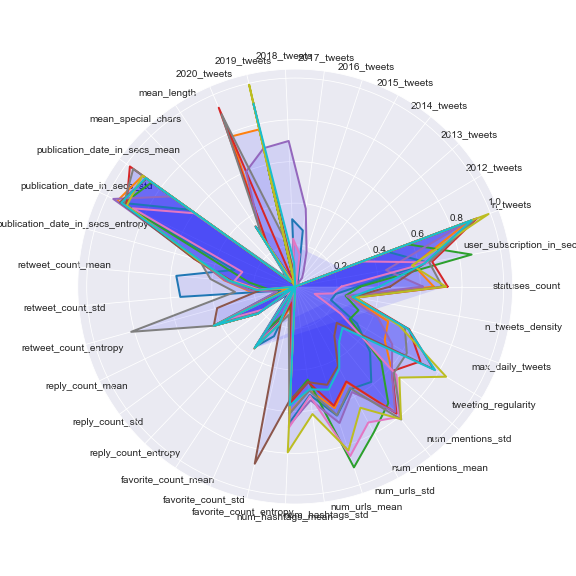 2018_tweets
2017_tweets
2019_tweets
2016_tweets
2020_tweets
2015_tweets
mean_length
2014_tweets
mean_special_chars
2013_tweets
publication_date_in_secs_mean
2012_tweets
publication_date_in_secs_std
n_tweets
publication_date_in_secs_entropy
user_subscription_in_sec
retweet_count_mean
statuses_count
retweet_count_std
n_tweets_density
retweet_count_entropy
max_daily_tweets
reply_count_mean
tweeting_regularity
reply_count_std
num_mentions_std
reply_count_entropy
num_mentions_mean
favorite_count_mean
num_urls_std
favorite_count_std
num_urls_mean
favorite_count_entropy
num_hashtags_std
num_hashtags_mean
0.2
0.4
0.6
0.8
1.0